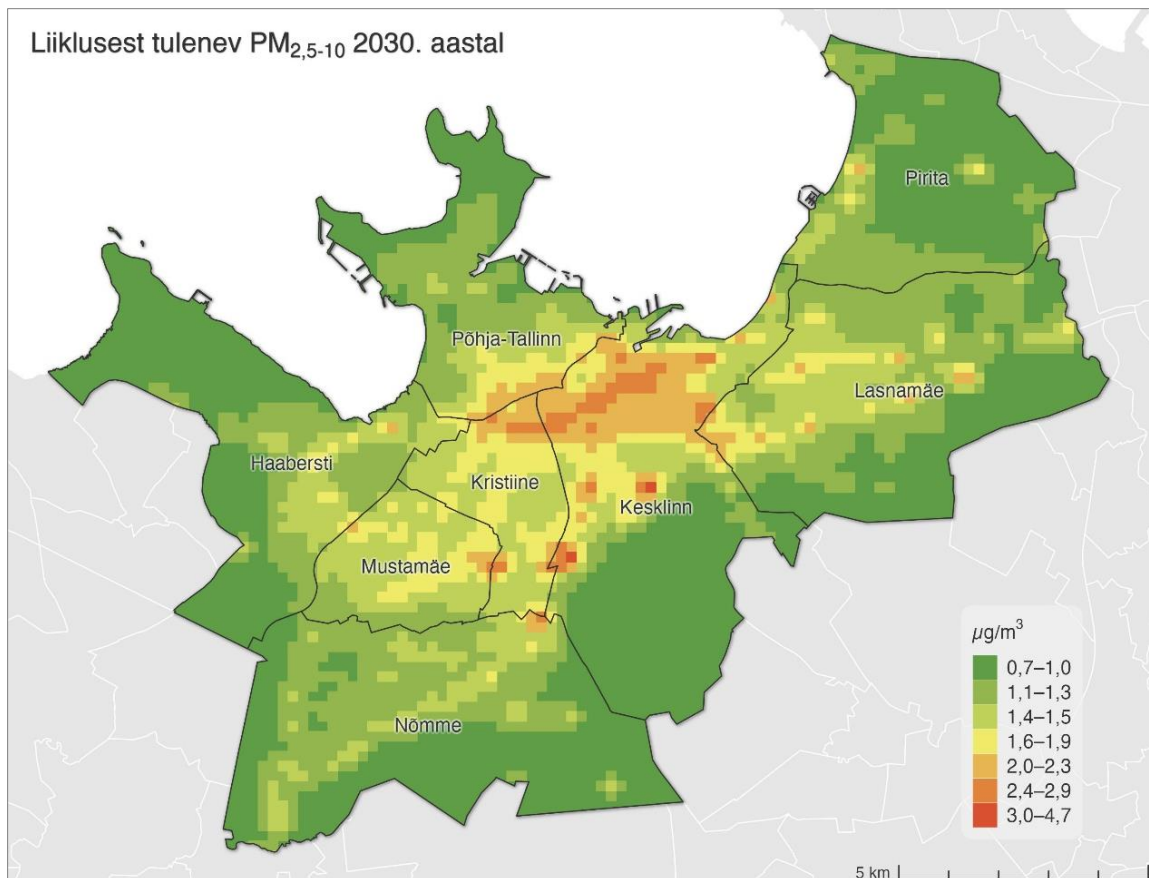 Liiklusest tulenev PM2,5-10 2030. aastal
Pirita
Põhja-Tallinn
Lasnamäe
Haabersti
Kristiine
Kesklinn
Mustamäe
Nõmme
µg/m³
0,7–1,0
1,1–1,3
1,4–1,5
1,6–1,9
2,0–2,3
2,4–2,9
3,0–4,7
5 km